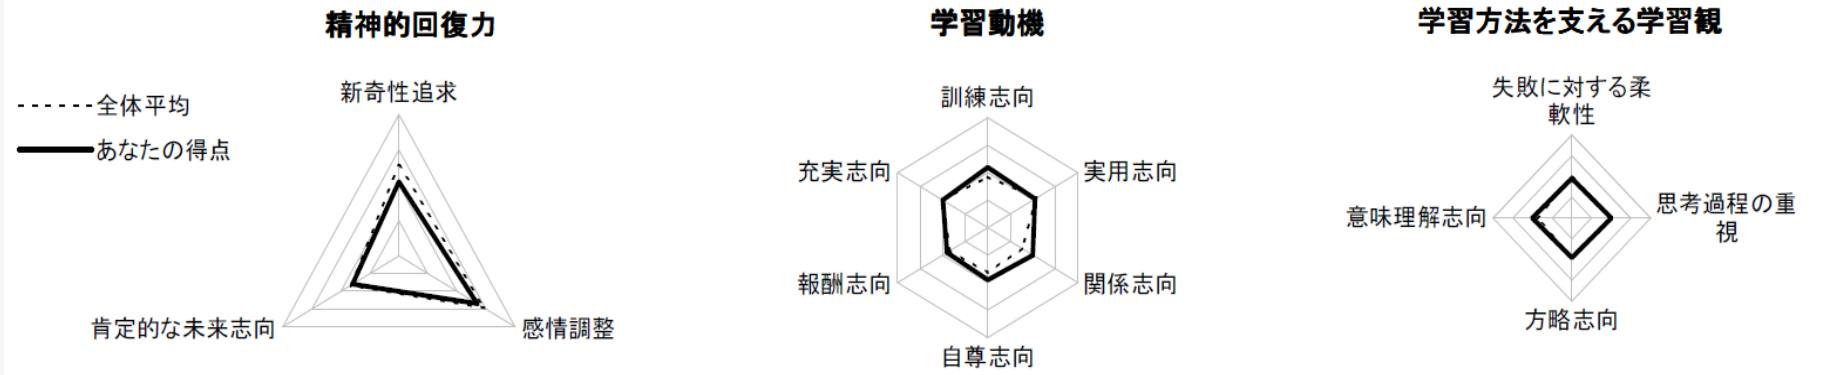 精神的回復力
全体平均
あなたの得点
新奇性追求
肯定的な未来志向
感情調整
学習動機
訓練志向
充実志向
実用志向
報酬志向
関係志向
自尊志向
学習方法を支える学習観
失敗に対する柔
軟性
意味理解志向
思考過程の重
視
方略志向